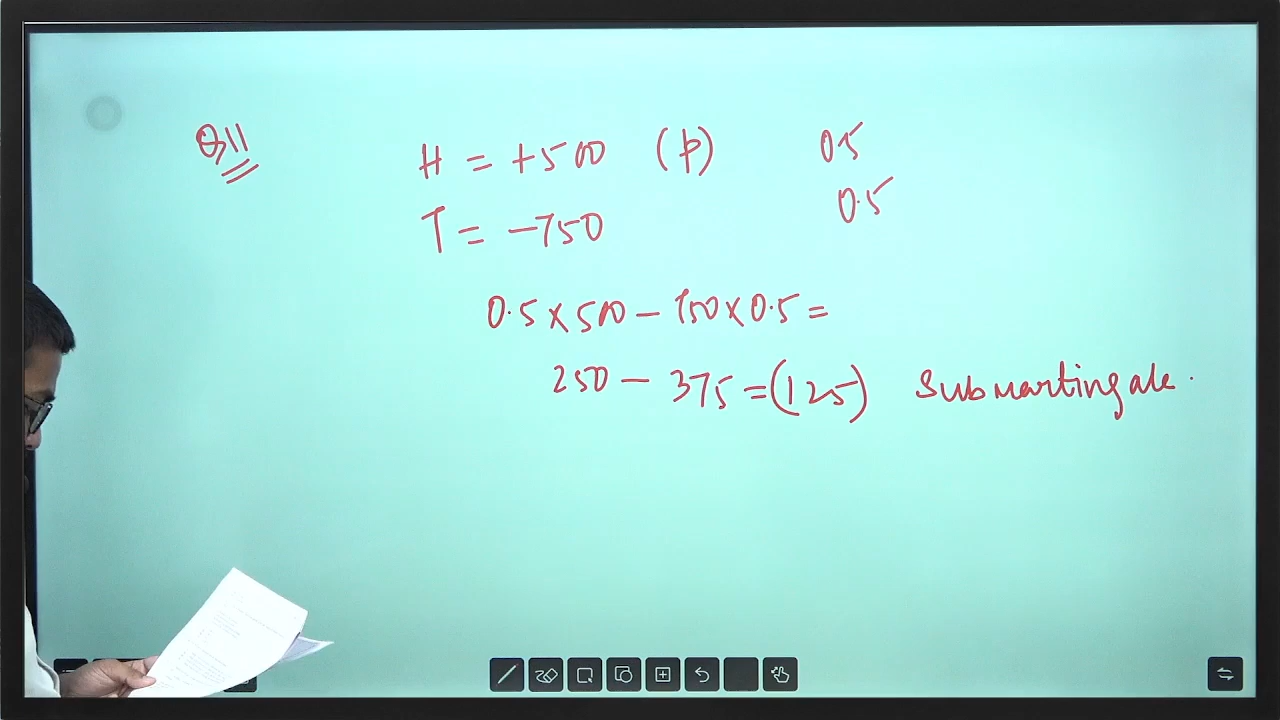 Q11
H = +500 (p) 0.5
T = -750 0.5
0.5 × 500 - 750 × 0.5 =
250 - 375 = (125) Submartingale.